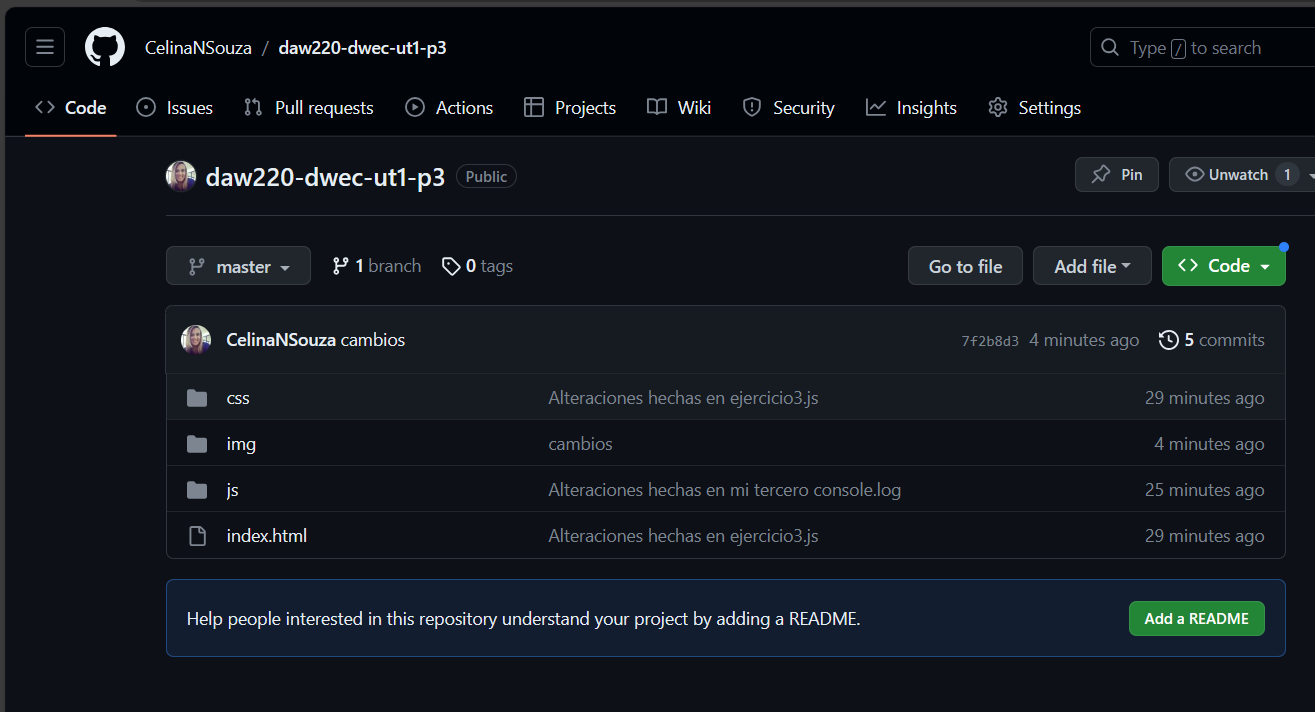 CelinaNSouza / daw220-dwec-ut1-p3 Type / to search
Code Issues Pull requests Actions Projects Wiki Security Insights Settings
daw220-dwec-ut1-p3 Public Pin Unwatch 1
master 1 branch 0 tags Go to file Add file Code
CelinaNSouza cambios 7f2b8d3 4 minutes ago 5 commits
css Alteraciones hechas en ejercicio3.js 29 minutes ago
img cambios 4 minutes ago
js Alteraciones hechas en mi tercero console.log 25 minutes ago
index.html Alteraciones hechas en ejercicio3.js 29 minutes ago
Help people interested in this repository understand your project by adding a README. Add a README